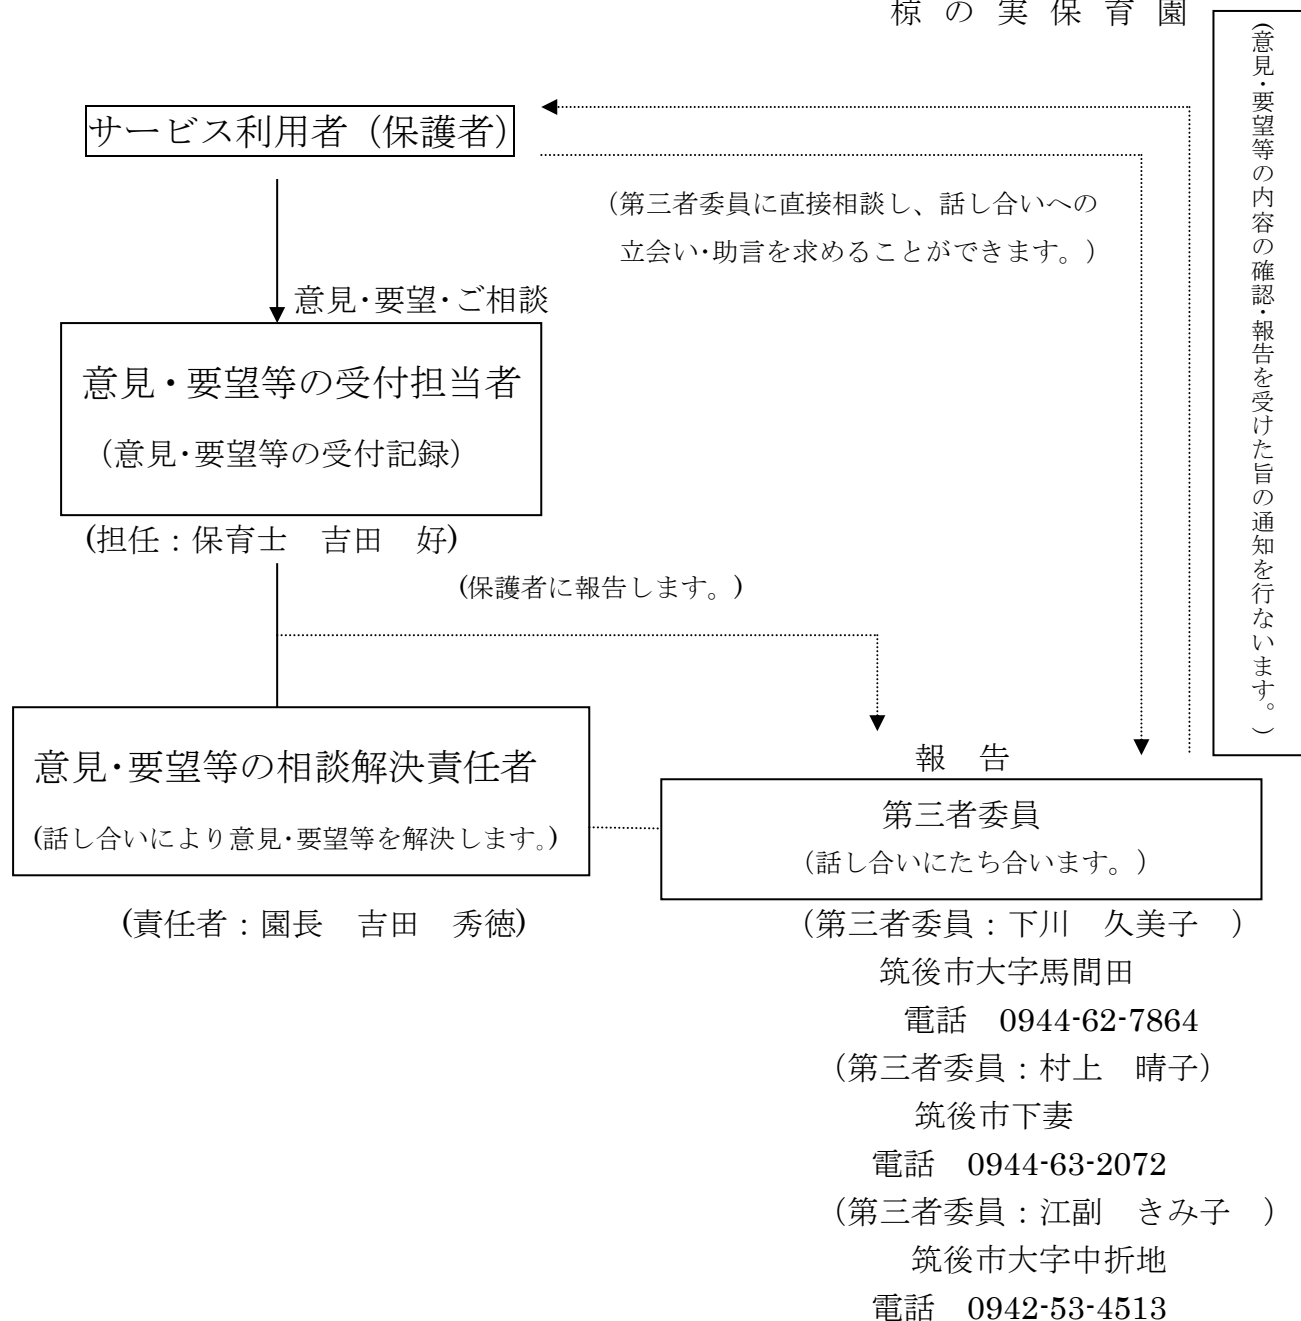 椋の実保育園
サービス利用者（保護者）
（第三者委員に直接相談し、話し合いへの
立会い・助言を求めることができます。）
意見・要望・ご相談
意見・要望等の受付担当者
（意見・要望等の受付記録）
(担任：保育士　吉田　好)
(保護者に報告します。)
（意見・要望等の内容の確認・報告を受けた旨の通知を行ないます。）
意見・要望等の相談解決責任者
(話し合いにより意見・要望等を解決します。)
(責任者：園長　吉田　秀徳)
報　告
第三者委員
（話し合いにたち合います。）
（第三者委員：下川　久美子　）
筑後市大字馬間田
電話　0944-62-7864
（第三者委員：村上　晴子）
筑後市下妻
電話　0944-63-2072
（第三者委員：江副　きみ子　）
筑後市大字中折地
電話　0942-53-4513